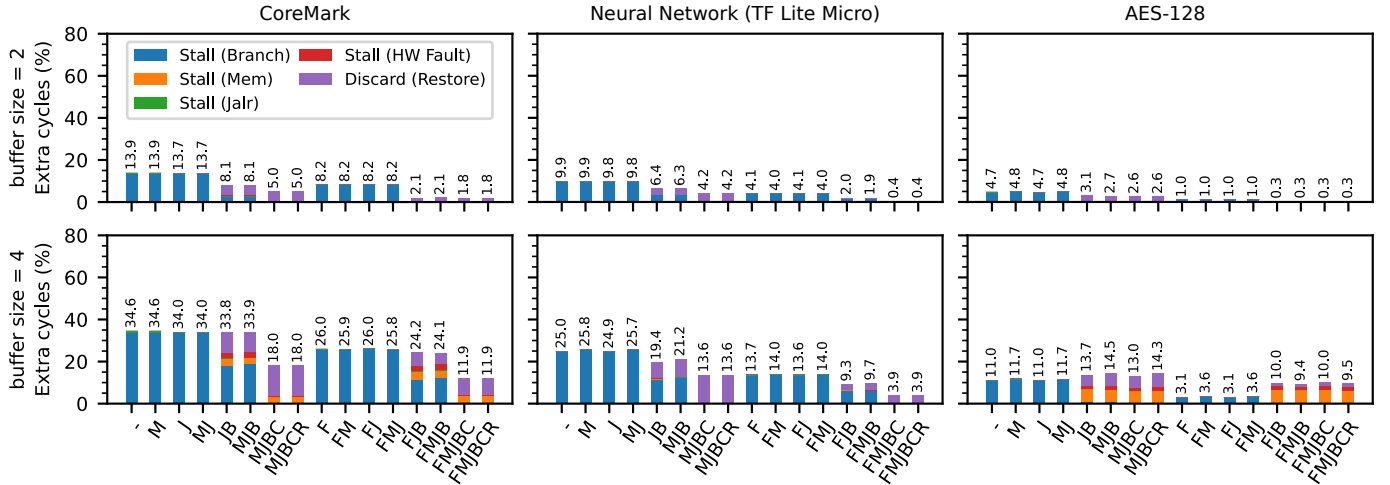 CoreMark
Neural Network (TF Lite Micro)
AES-128
buffer size = 2
Extra cycles (%)
80
60
40
20
0
Stall (Branch)
Stall (Mem)
Stall (Jalr)
Stall (HW Fault)
Discard (Restore)
13.9 13.9 13.7 13.7 8.1 8.1 5.0 5.0 8.2 8.2 8.2 8.2 2.1 2.1 1.8 1.8
9.9 9.9 9.8 9.8 6.4 6.3 4.2 4.2 4.1 4.0 4.1 4.0 2.0 1.9 0.4 0.4
4.7 4.8 4.7 4.8 3.1 2.7 2.6 2.6 1.0 1.0 1.0 1.0 0.3 0.3 0.3 0.3
buffer size = 4
Extra cycles (%)
80
60
40
20
0
34.6 34.6 34.0 34.0 33.8 33.9 18.0 18.0 26.0 25.9 26.0 25.8 24.2 24.1 11.9 11.9
25.0 25.8 24.9 25.7 19.4 21.2 13.6 13.6 13.7 14.0 13.6 14.0 9.3 9.7 3.9 3.9
11.0 11.7 11.0 11.7 13.7 14.5 13.0 14.3 3.1 3.6 3.1 3.6 10.0 9.4 10.0 9.5
- M J MJ JB MJB MJBC MJBCR F FM FJ FMJ FJB FMJB FMJBC FMJBCR
- M J MJ JB MJB MJBC MJBCR F FM FJ FMJ FJB FMJB FMJBC FMJBCR
- M J MJ JB MJB MJBC MJBCR F FM FJ FMJ FJB FMJB FMJBC FMJBCR